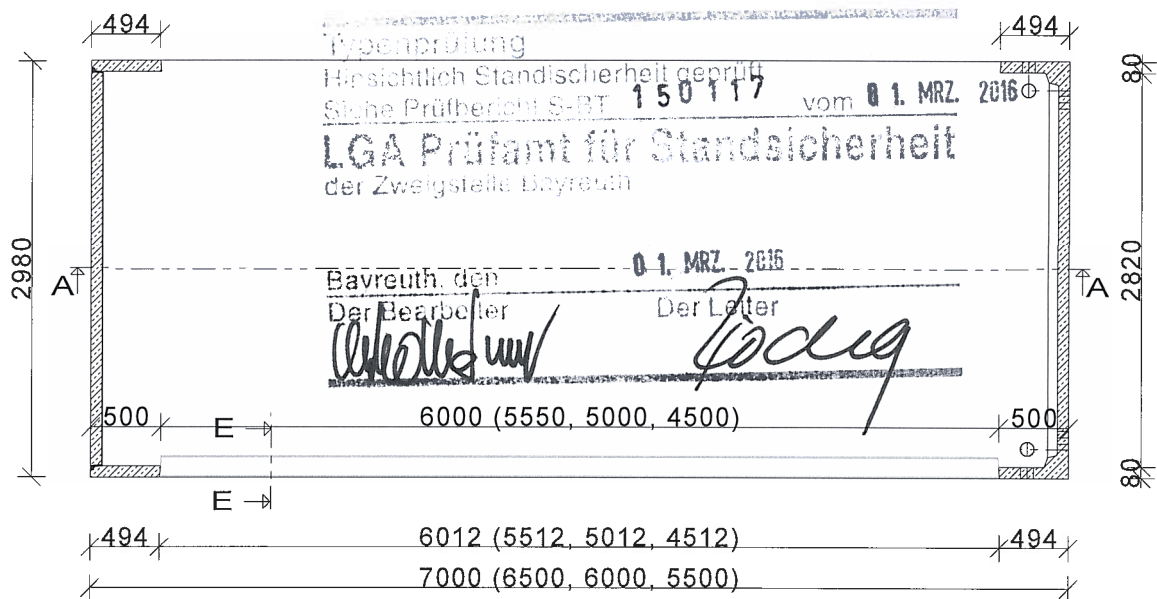 494
494
Typenprüfung
Hinsichtlich Standischerheit geprüft
Siehe Prüfbericht S-BT 150117 vom 01. MRZ. 2016
LGA Prüfamt für Standsicherheit
der Zweigstelle Bayreuth
80
2980
2820
80
A
A
Bayreuth, den 01. MRZ. 2016
Der Bearbeiter Der Leiter
500 6000 (5550, 5000, 4500) 500
E
E
494 6012 (5512, 5012, 4512) 494
7000 (6500, 6000, 5500)